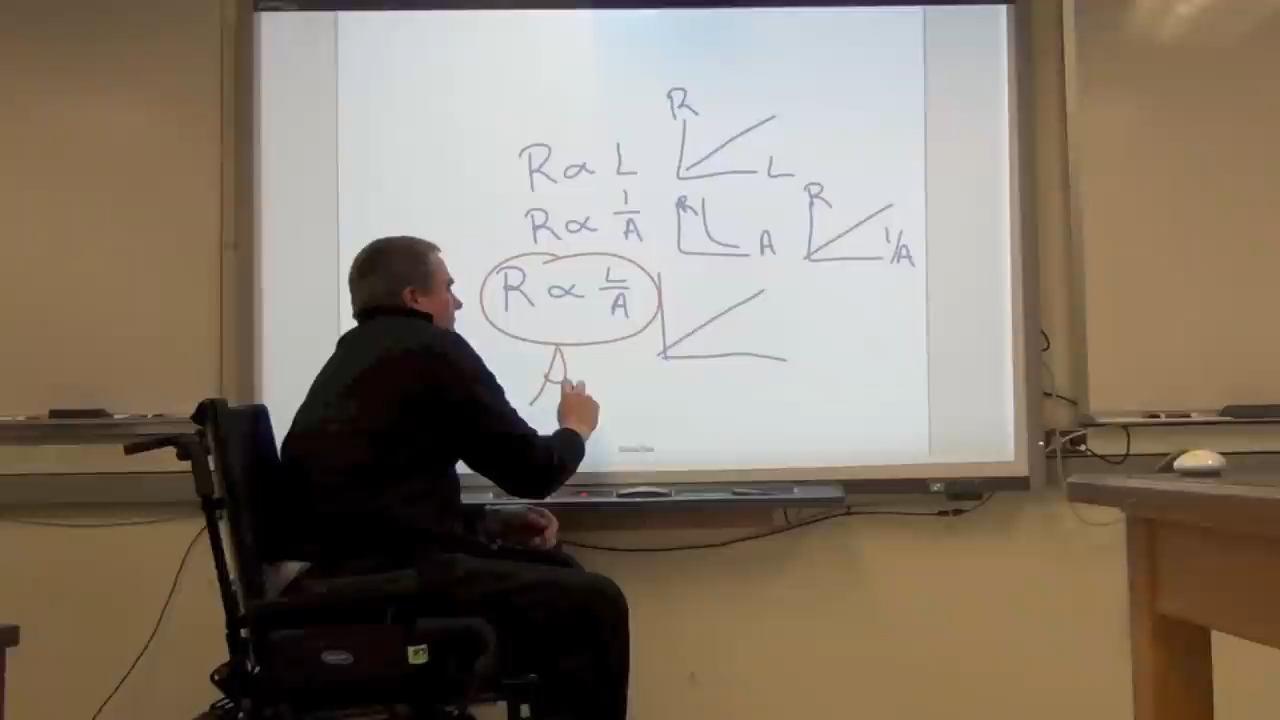 R
R ∝ L
L
R ∝ 1/A
R
A
R
1/A
R ∝ L/A